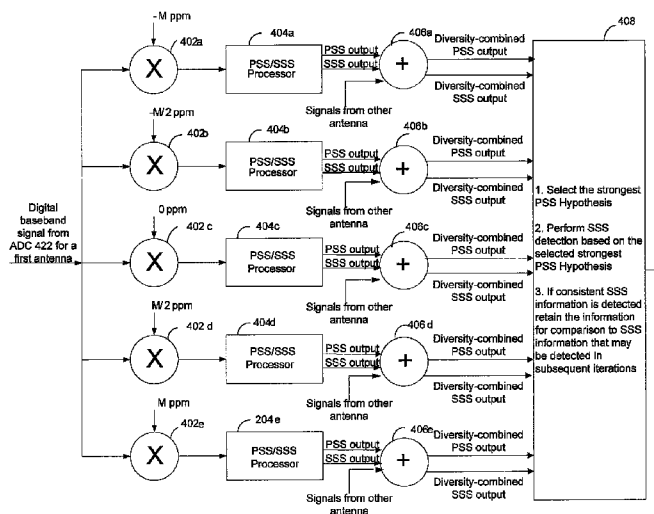 -M ppm
402a
X
404a
PSS/SSS
Processor
PSS output
SSS output
406a
+
Signals from other
antenna
Diversity-combined
PSS output
Diversity-combined
SSS output
408
-M/2 ppm
402b
X
404b
PSS/SSS
Processor
PSS output
SSS output
406b
+
Signals from other
antenna
Diversity-combined
PSS output
Diversity-combined
SSS output
Digital
baseband
signal from
ADC 422 for a
first antenna
0 ppm
402 c
X
404c
PSS/SSS
Processor
PSS output
SSS output
406c
+
Signals from other
antenna
Diversity-combined
PSS output
Diversity-combined
SSS output
M/2 ppm
402 d
X
404d
PSS/SSS
Processor
PSS output
SSS output
406 d
+
Signals from other
antenna
Diversity-combined
PSS output
Diversity-combined
SSS output
M ppm
402e
X
204 e
PSS/SSS
Processor
PSS output
SSS output
406e
+
Signals from other
antenna
Diversity-combined
PSS output
Diversity-combined
SSS output
1. Select the strongest
PSS Hypothesis
2. Perform SSS
detection based on the
selected strongest
PSS Hypothesis
3. If consistent SSS
information is detected
retain the information
for comparison to SSS
information that may
be detected in
subsequent iterations